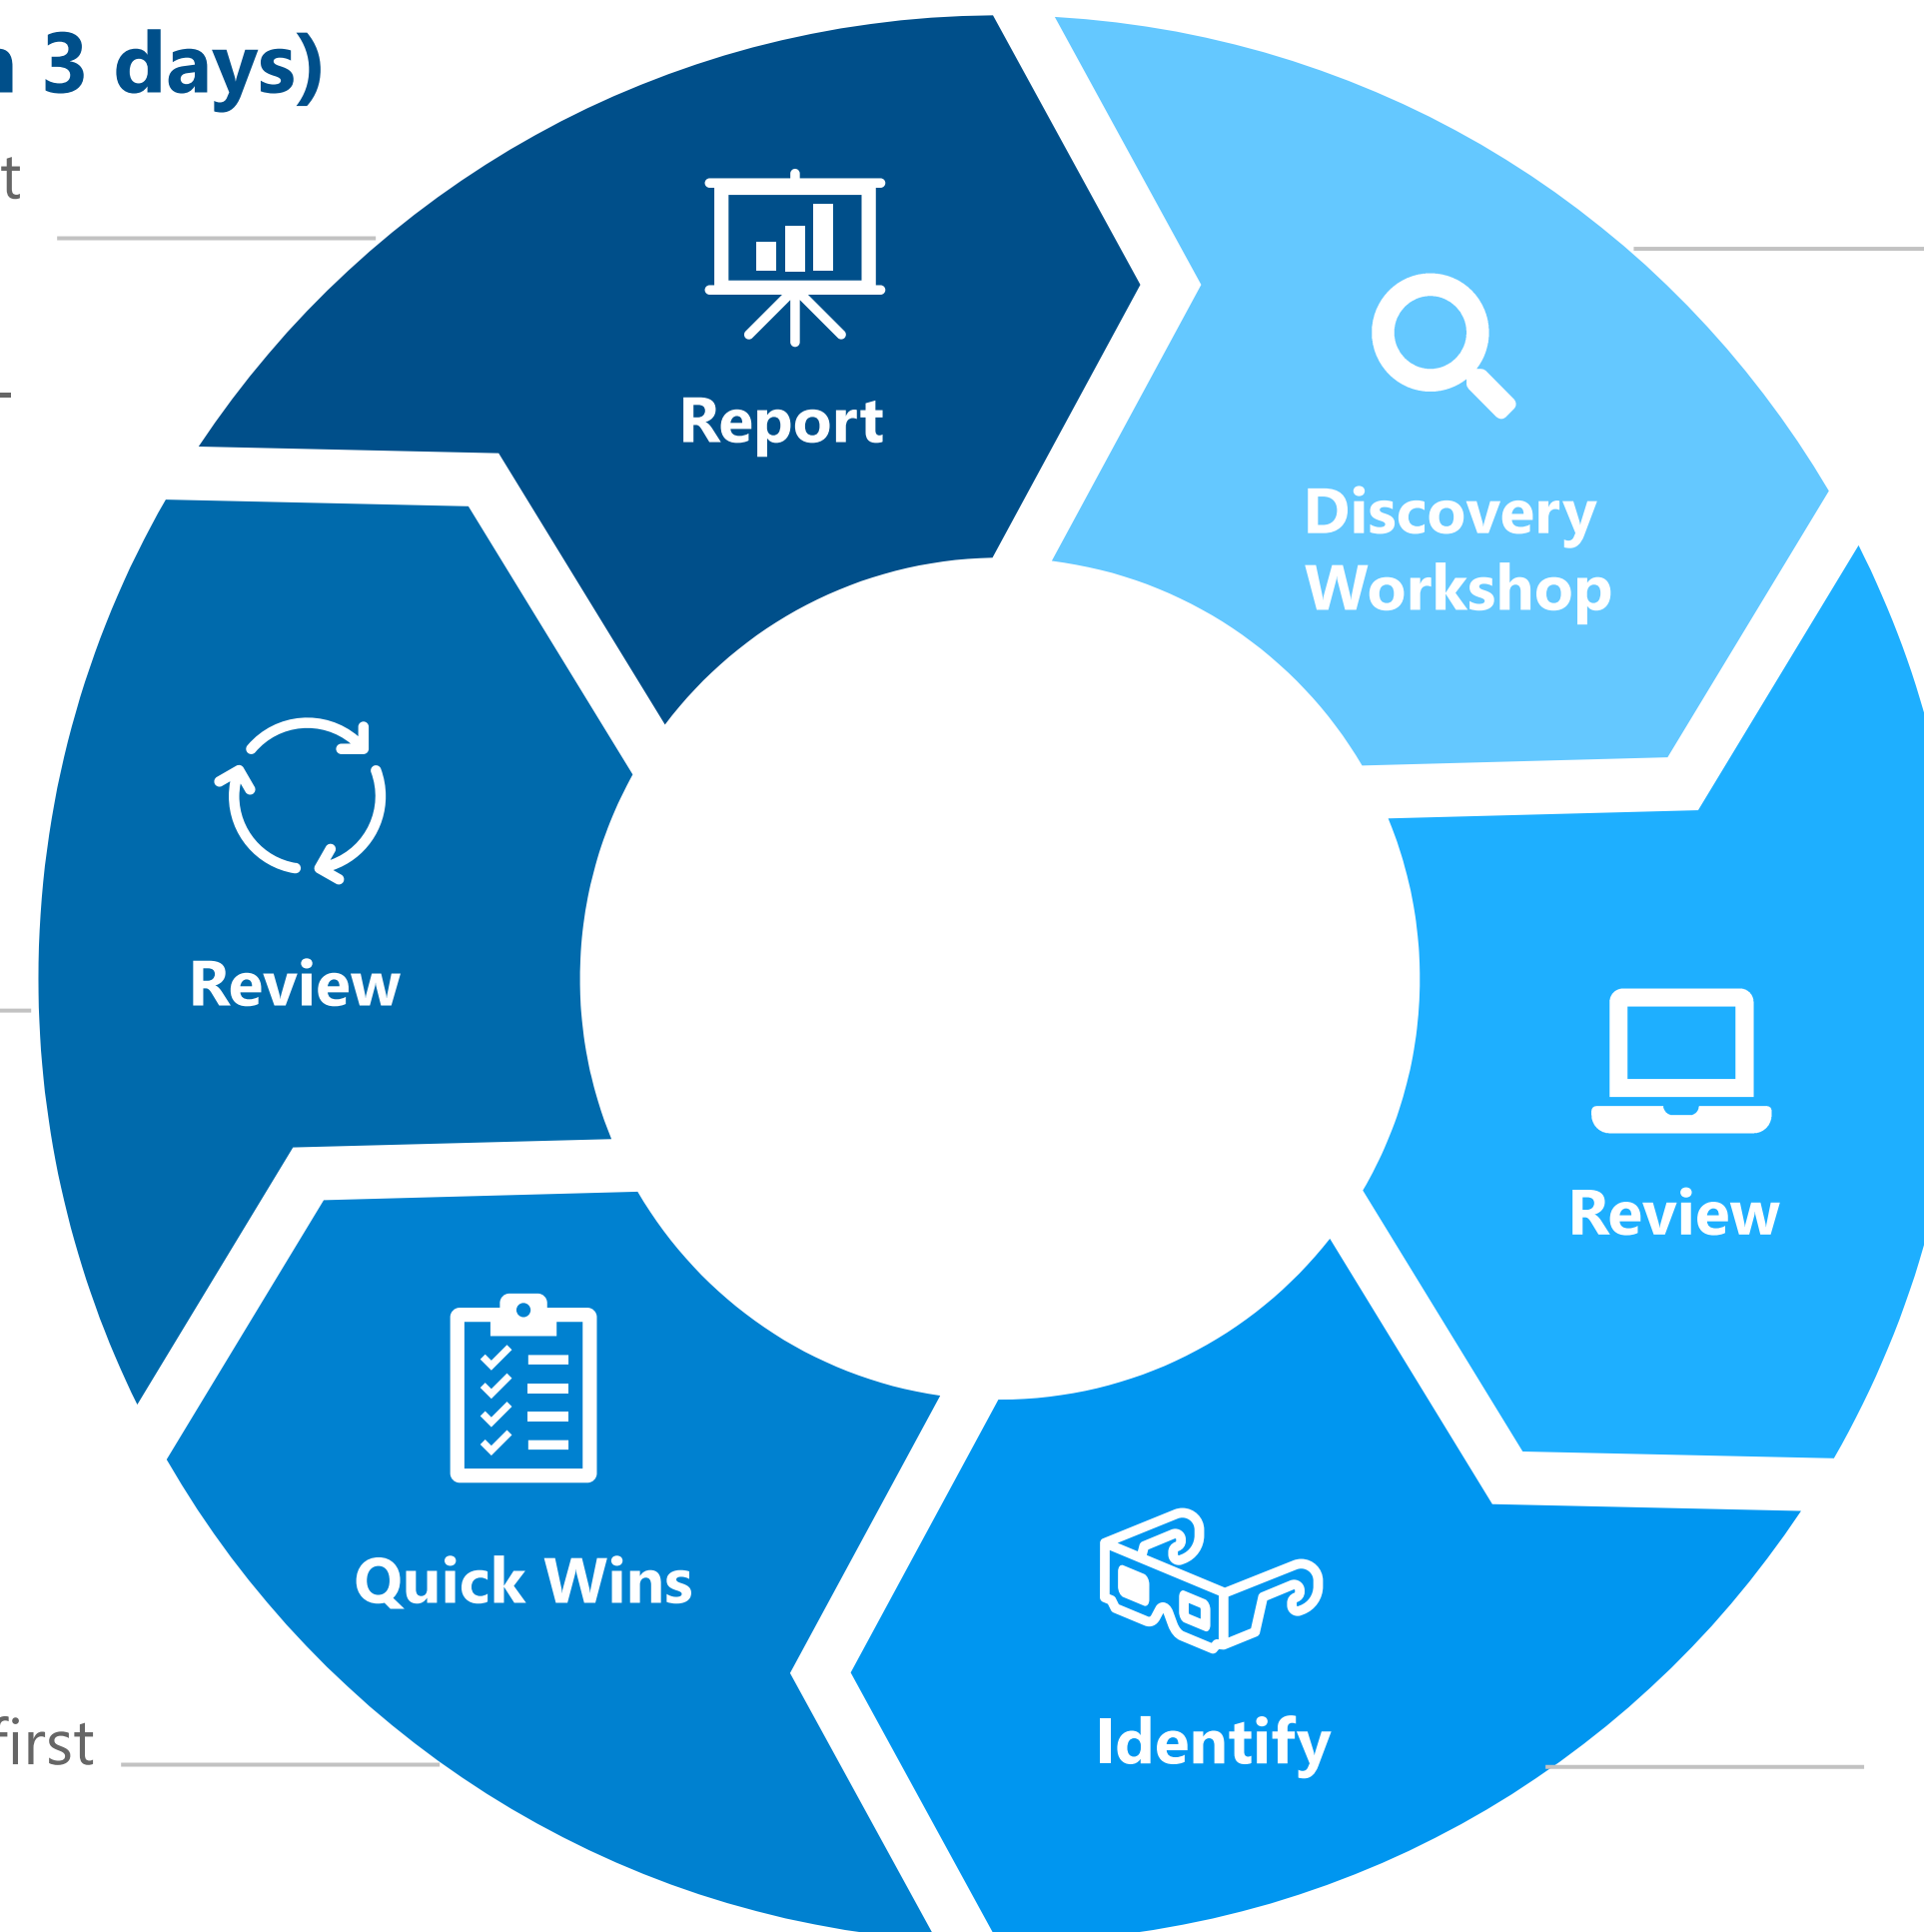 3 days)
Report
Discovery
Workshop
Review
Review
Quick Wins
Identify
first